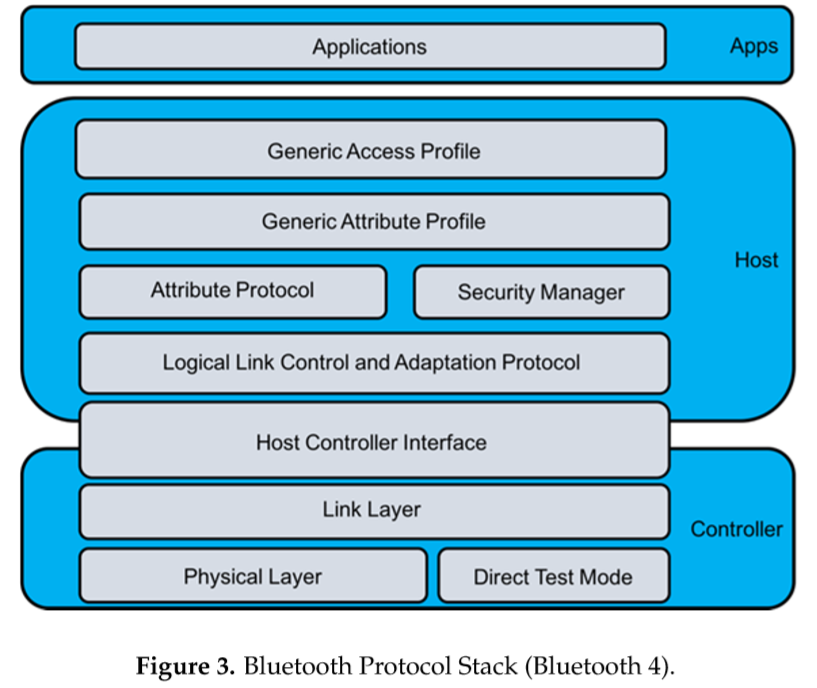 Applications
Apps
Generic Access Profile
Generic Attribute Profile
Host
Attribute Protocol
Security Manager
Logical Link Control and Adaptation Protocol
Host Controller Interface
Link Layer
Controller
Physical Layer
Direct Test Mode
Figure 3. Bluetooth Protocol Stack (Bluetooth 4).